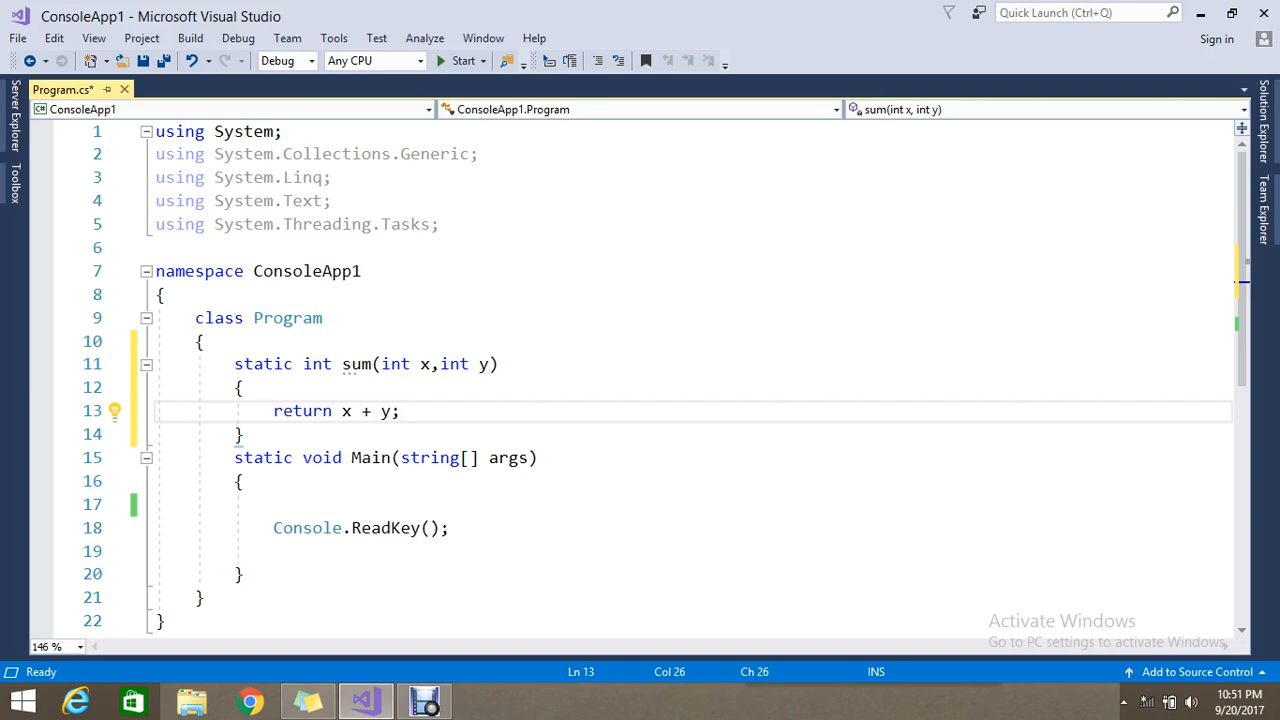 ConsoleApp1 - Microsoft Visual Studio
Quick Launch (Ctrl+Q)
File Edit View Project Build Debug Team Tools Test Analyze Window Help
Sign in
Debug Any CPU Start
Program.cs*
ConsoleApp1 ConsoleApp1.Program sum(int x, int y)
Server Explorer
Toolbox
Solution Explorer
Team Explorer
1 using System;
2 using System.Collections.Generic;
3 using System.Linq;
4 using System.Text;
5 using System.Threading.Tasks;
6
7 namespace ConsoleApp1
8 {
9 class Program
10 {
11 static int sum(int x,int y)
12 {
13 return x + y;
14 }
15 static void Main(string[] args)
16 {
17
18 Console.ReadKey();
19
20 }
21 }
22 }
Activate Windows
Go to PC settings to activate Windows.
146 %
Ready Ln 13 Col 26 Ch 26 INS Add to Source Control
10:51 PM
9/20/2017